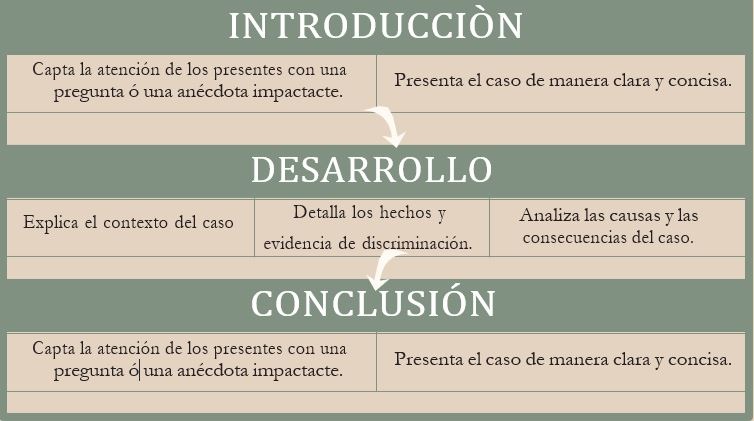 INTRODUCCIÒN
Capta la atención de los presentes con una
pregunta ó una anécdota impactacte.
Presenta el caso de manera clara y concisa.
DESARROLLO
Explica el contexto del caso
Detalla los hechos y
evidencia de discriminación.
Analiza las causas y las
consecuencias del caso.
CONCLUSIÓN
Capta la atención de los presentes con una
pregunta ó una anécdota impactacte.
Presenta el caso de manera clara y concisa.